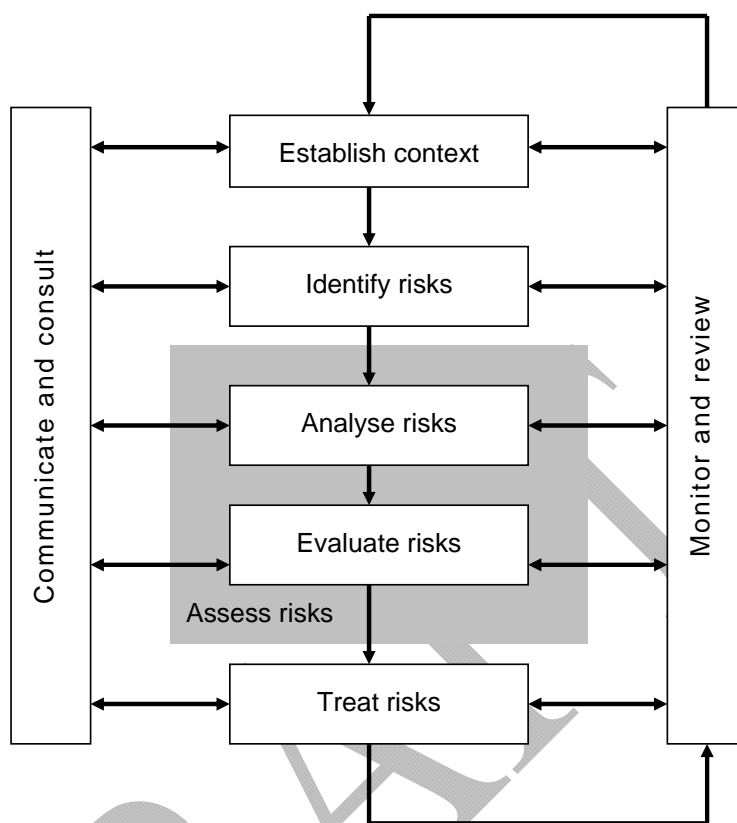 Establish context
Identify risks
Analyse risks
Evaluate risks
Assess risks
Treat risks
Communicate and consult
Monitor and review